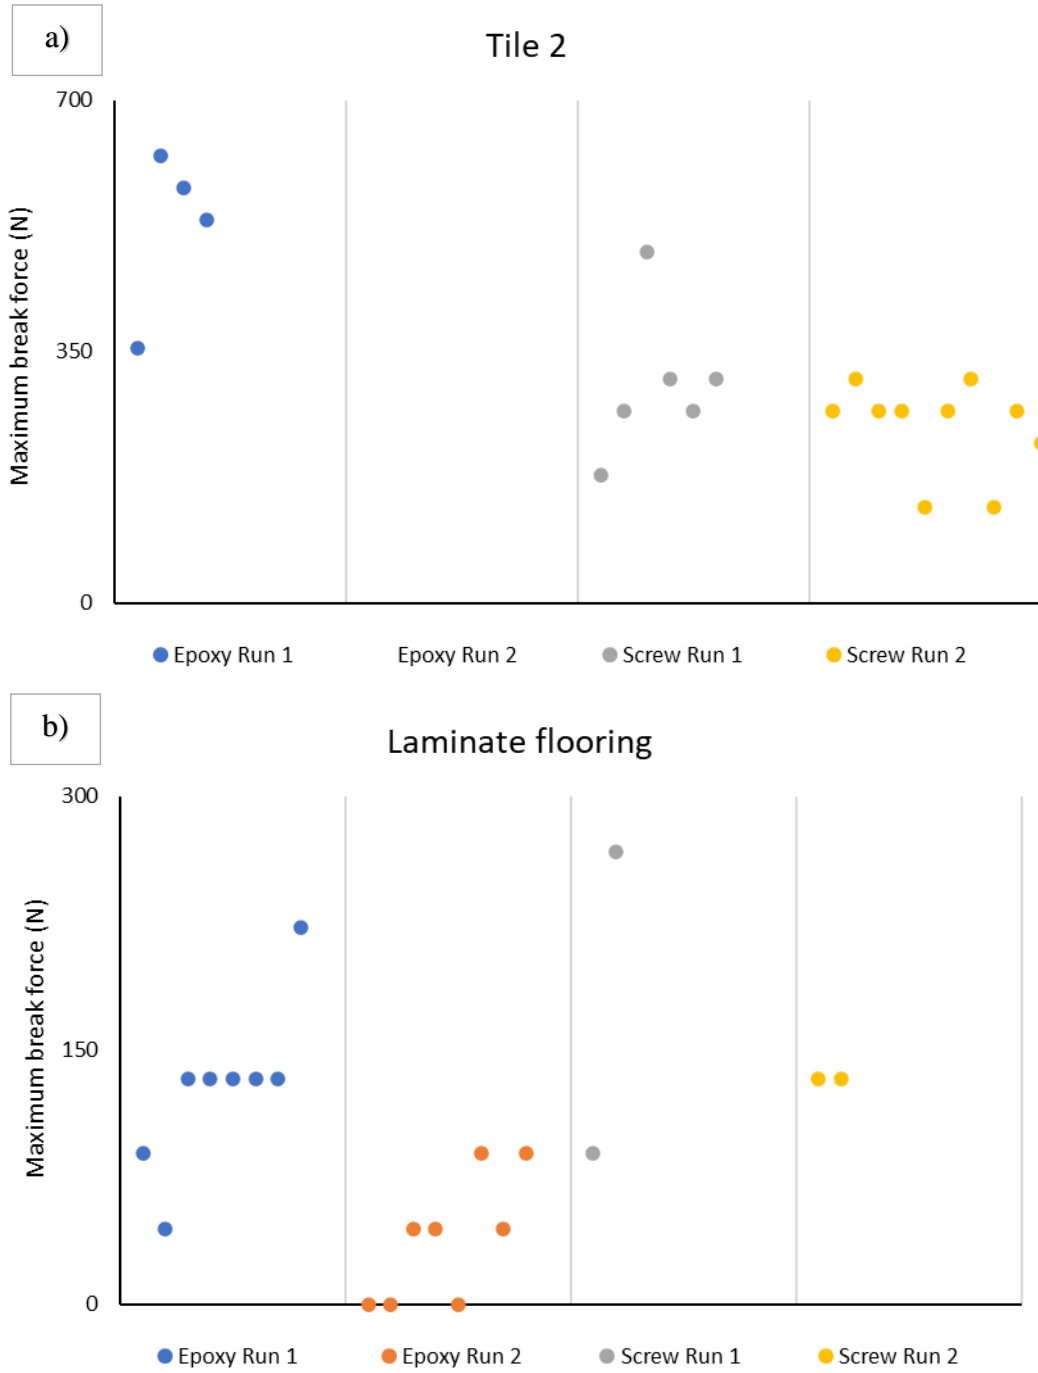 a)
Tile 2
700
350
0
Maximum break force (N)
Epoxy Run 1 Epoxy Run 2 Screw Run 1 Screw Run 2
b)
Laminate flooring
300
150
0
Maximum break force (N)
Epoxy Run 1 Epoxy Run 2 Screw Run 1 Screw Run 2